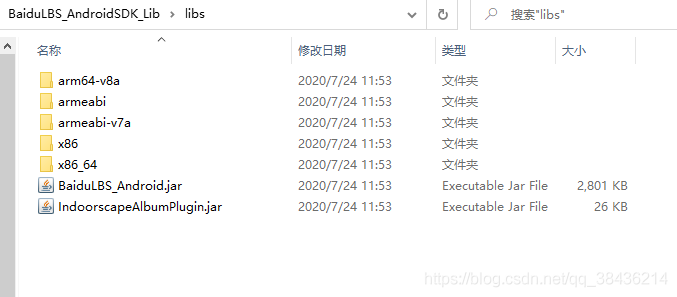 BaiduLBS_AndroidSDK_Lib > libs 搜索"libs"
名称 修改日期 类型 大小
arm64-v8a 2020/7/24 11:53 文件夹
armeabi 2020/7/24 11:53 文件夹
armeabi-v7a 2020/7/24 11:53 文件夹
x86 2020/7/24 11:53 文件夹
x86_64 2020/7/24 11:53 文件夹
BaiduLBS_Android.jar 2020/7/24 11:53 Executable Jar File 2,801 KB
IndoorscapeAlbumPlugin.jar 2020/7/24 11:53 Executable Jar File 26 KB
https://blog.csdn.net/qq_38436214